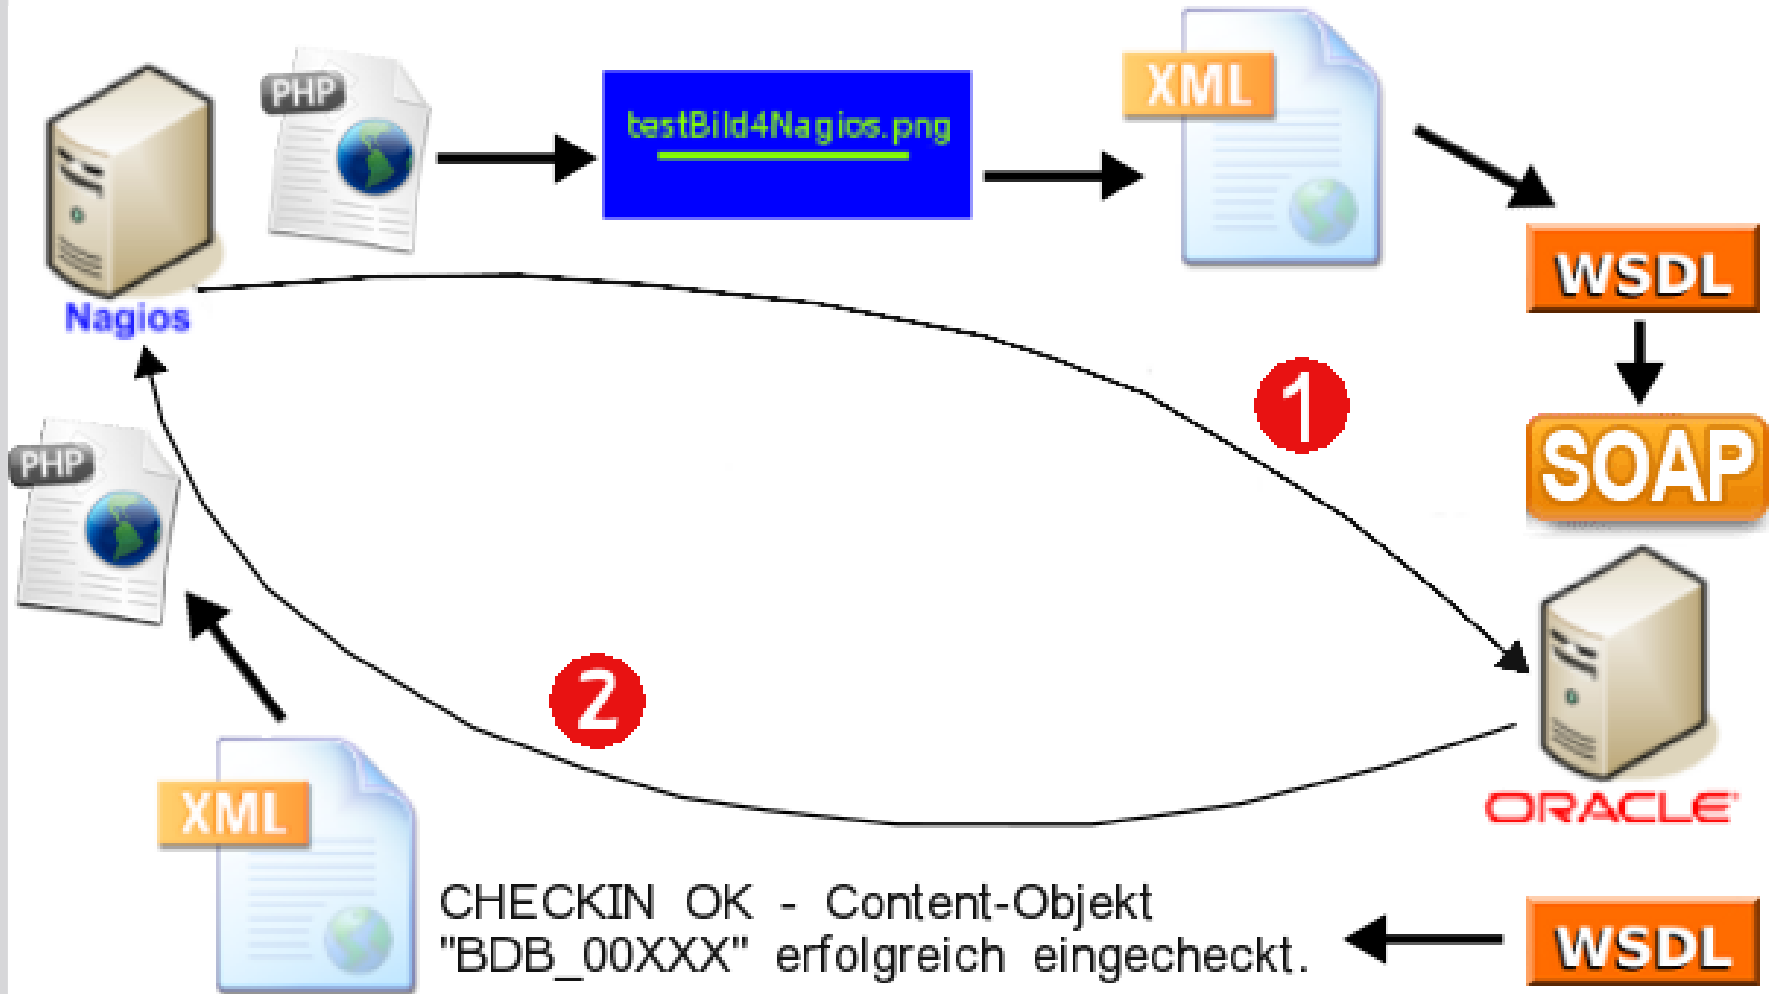 PHP
testBild4Nagios.png
XML
Nagios
WSDL
1
SOAP
PHP
2
ORACLE
XML
CHECKIN OK - Content-Objekt
"BDB_00XXX" erfolgreich eingecheckt.
WSDL